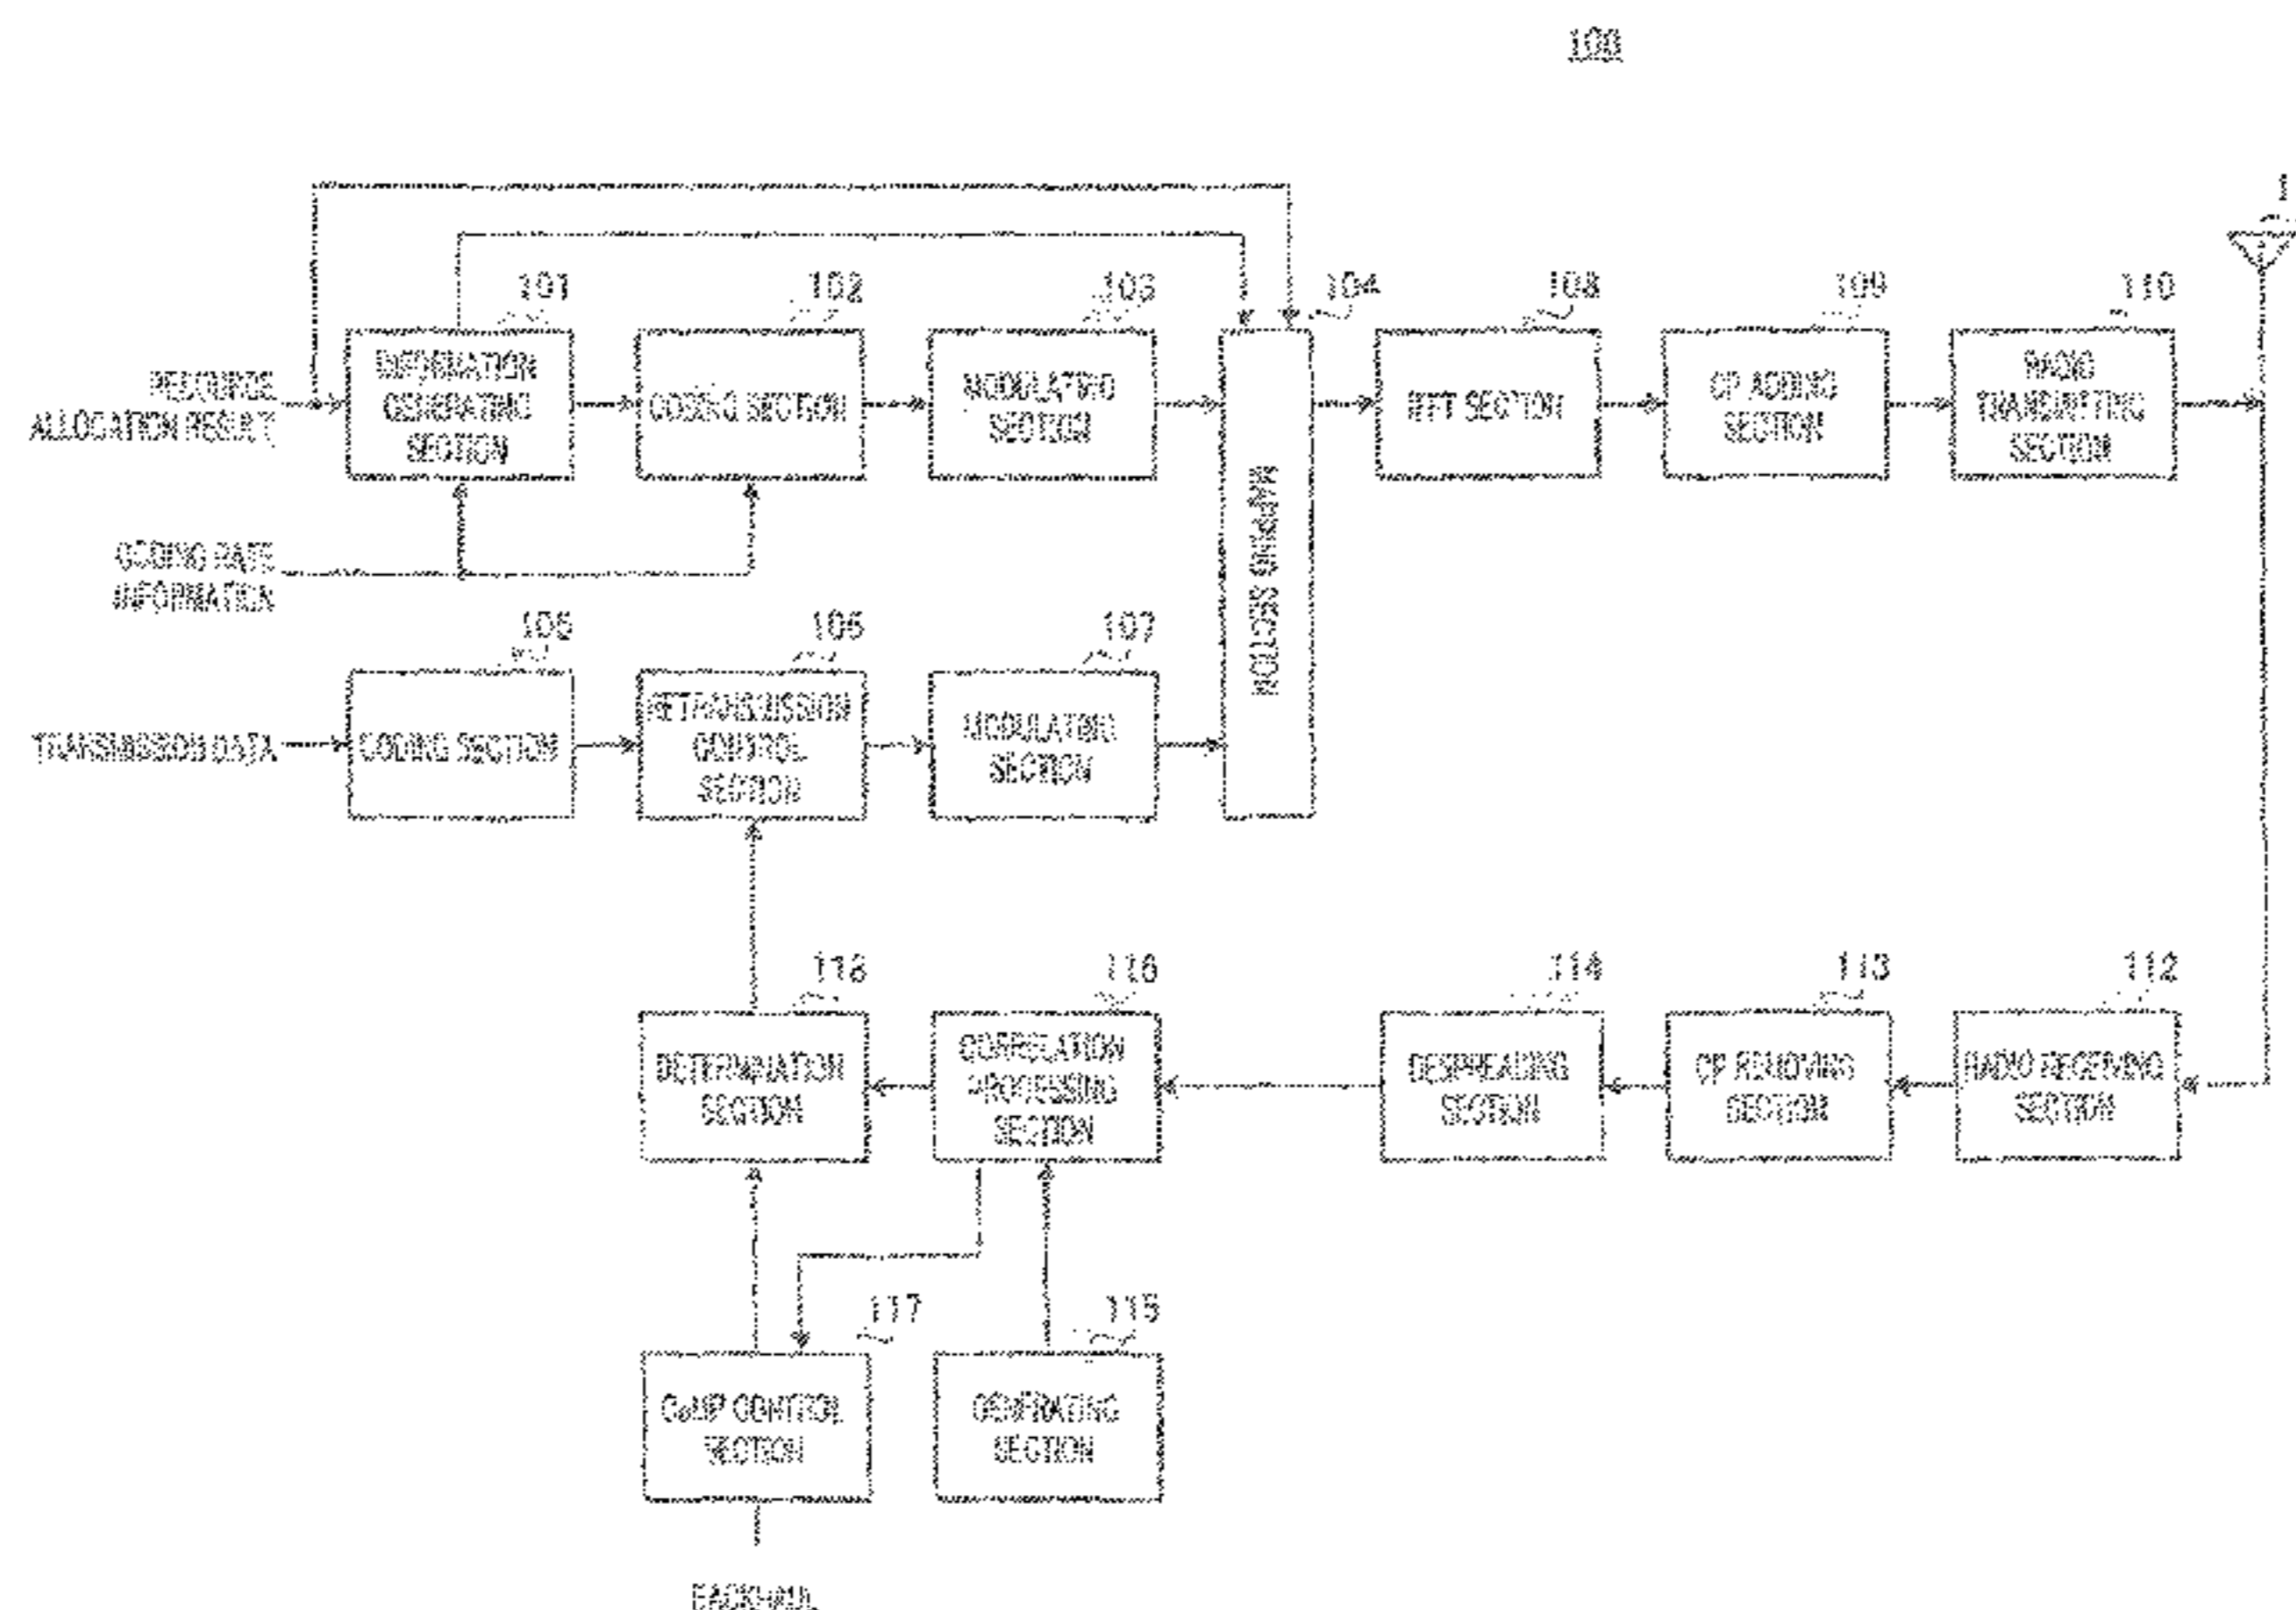 100
101
102
103
104
108
109
110
RESOURCE
ALLOCATION RESULT
INFORMATION
GENERATING
SECTION
CODING SECTION
MODULATING
SECTION
MAPPING SECTION
IFFT SECTION
CP ADDING
SECTION
RADIO
TRANSMITTING
SECTION
CODING RATE
INFORMATION
105
106
107
TRANSMISSION DATA
CODING SECTION
RETRANSMISSION
CONTROL
SECTION
MODULATING
SECTION
118
116
114
113
112
DETERMINATION
SECTION
CORRELATION
PROCESSING
SECTION
DESPREADING
SECTION
CP REMOVING
SECTION
RADIO RECEIVING
SECTION
117
115
CoMP CONTROL
SECTION
GENERATING
SECTION
BACKHAUL